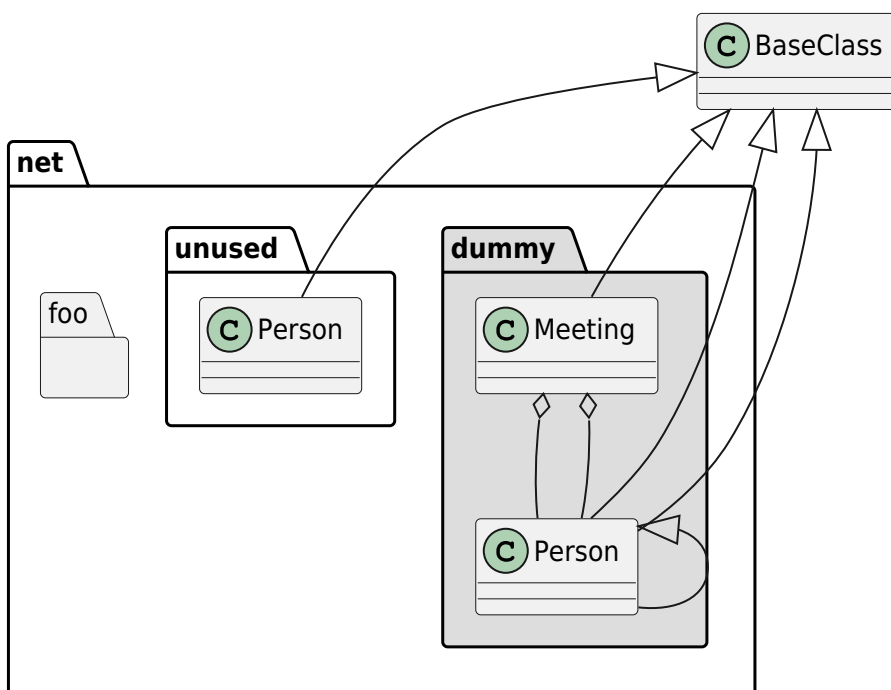 C BaseClass
net
unused
dummy
foo
C Person
C Meeting
C Person